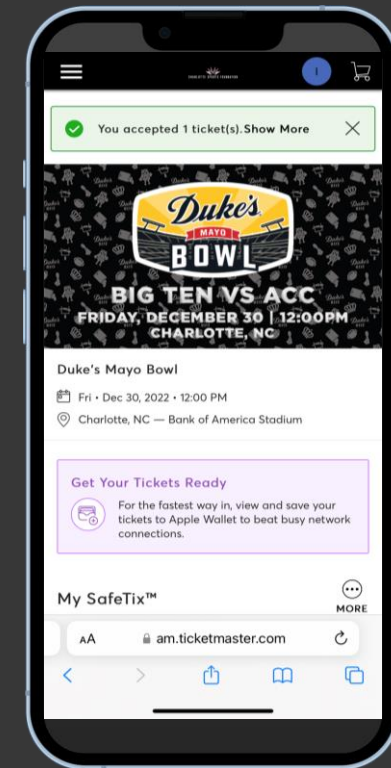 I
You accepted 1 ticket(s). Show More
Duke's
MAYO
BOWL
BIG TEN VS ACC
FRIDAY, DECEMBER 30 | 12:00PM
CHARLOTTE, NC
Duke's Mayo Bowl
Fri • Dec 30, 2022 • 12:00 PM
Charlotte, NC — Bank of America Stadium
Get Your Tickets Ready
For the fastest way in, view and save your
tickets to Apple Wallet to beat busy network
connections.
My SafeTix™
MORE
AA am.ticketmaster.com